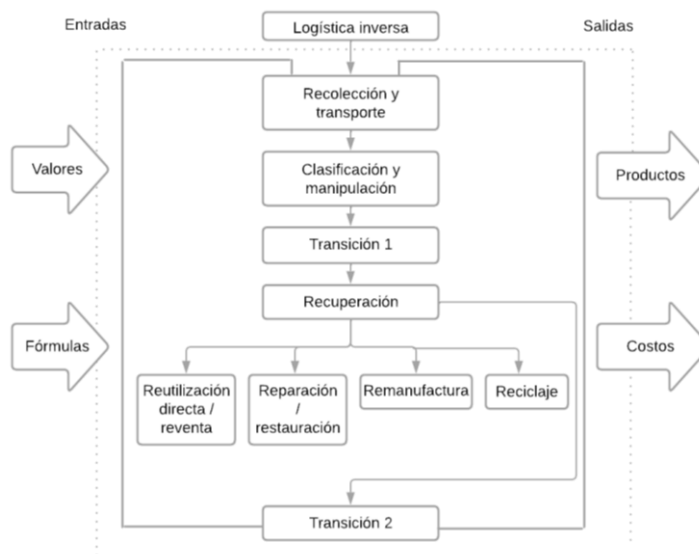 Entradas
Logística inversa
Salidas
Recolección y
transporte
Valores
Clasificación y
manipulación
Productos
Transición 1
Recuperación
Fórmulas
Costos
Reutilización
directa /
reventa
Reparación
/
restauración
Remanufactura
Reciclaje
Transición 2